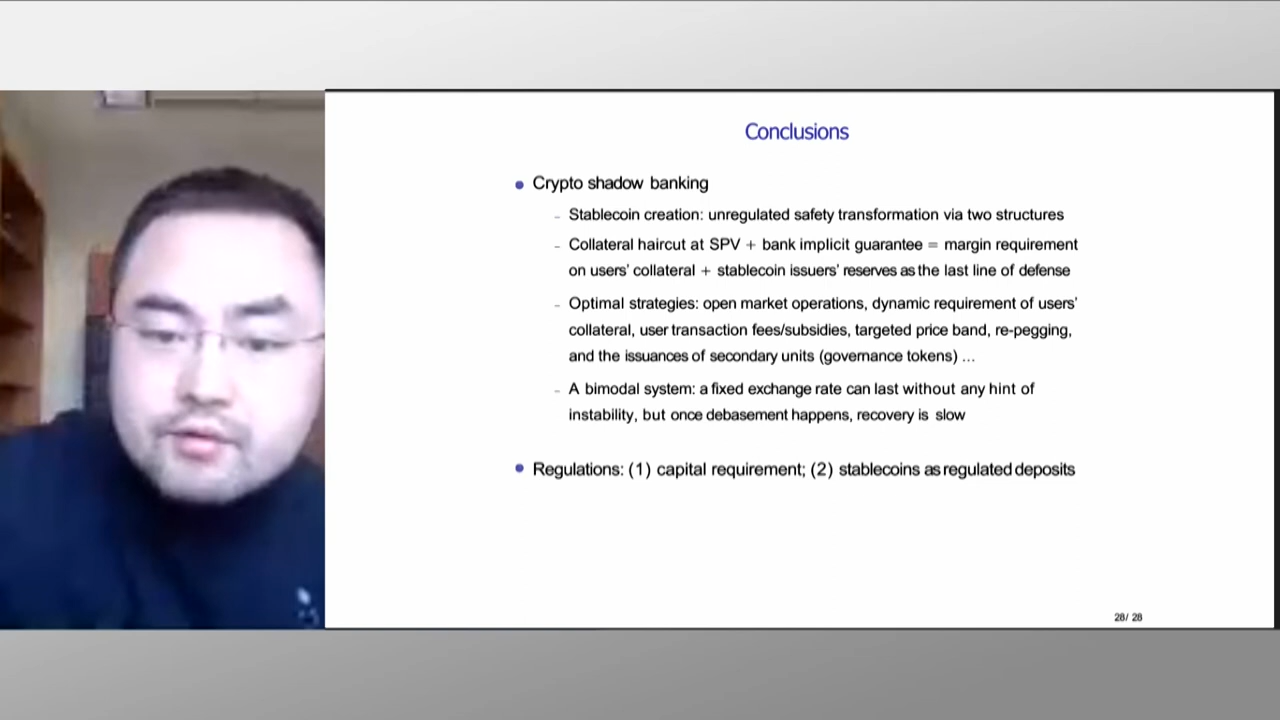 Conclusions
Crypto shadow banking
Stablecoin creation: unregulated safety transformation via two structures
Collateral haircut at SPV + bank implicit guarantee = margin requirement
on users' collateral + stablecoin issuers' reserves as the last line of defense
Optimal strategies: open market operations, dynamic requirement of users'
collateral, user transaction fees/subsidies, targeted price band, re-pegging,
and the issuances of secondary units (governance tokens) ...
A bimodal system: a fixed exchange rate can last without any hint of
instability, but once debasement happens, recovery is slow
Regulations: (1) capital requirement; (2) stablecoins as regulated deposits
28/ 28